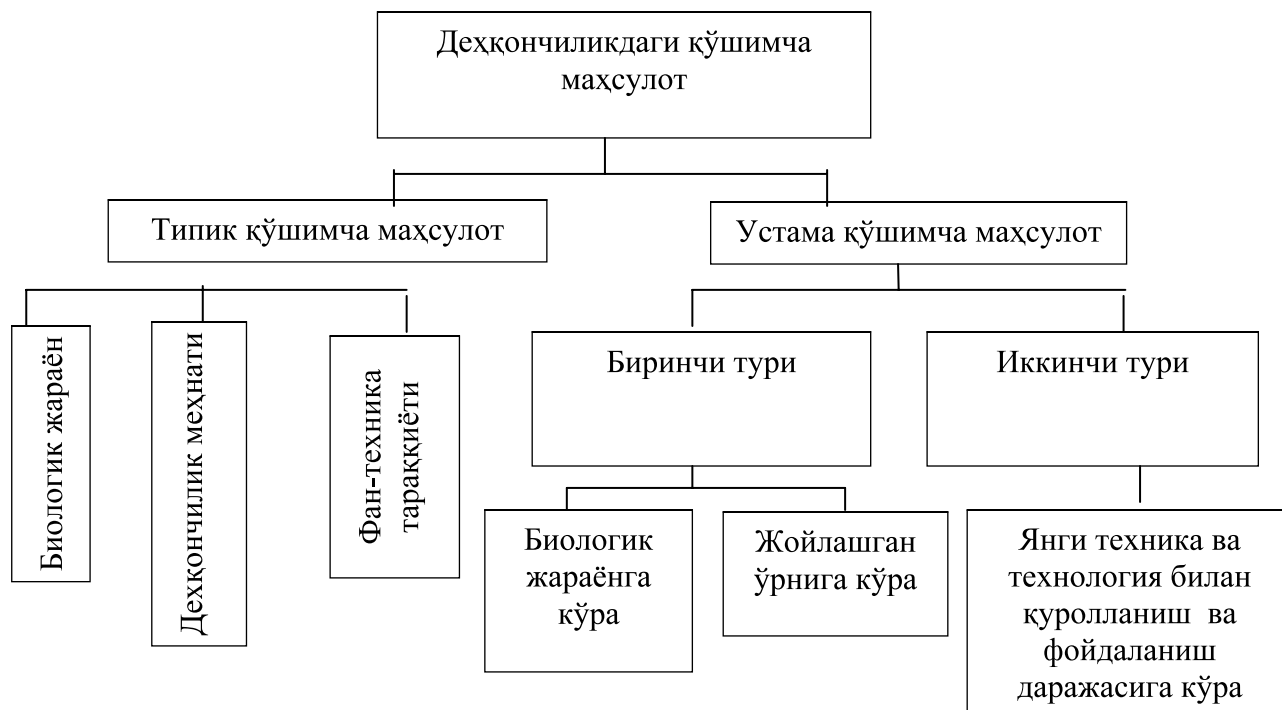 Деҳқончиликдаги қўшимча
маҳсулот
Типик қўшимча маҳсулот
Устама қўшимча маҳсулот
Биологик жараён
Деҳқончилик меҳнати
Фан-техника
тараққиёти
Биринчи тури
Иккинчи тури
Биологик
жараёнга
кўра
Жойлашган
ўрнига кўра
Янги техника ва
технология билан
қуролланиш ва
фойдаланиш
даражасига кўра